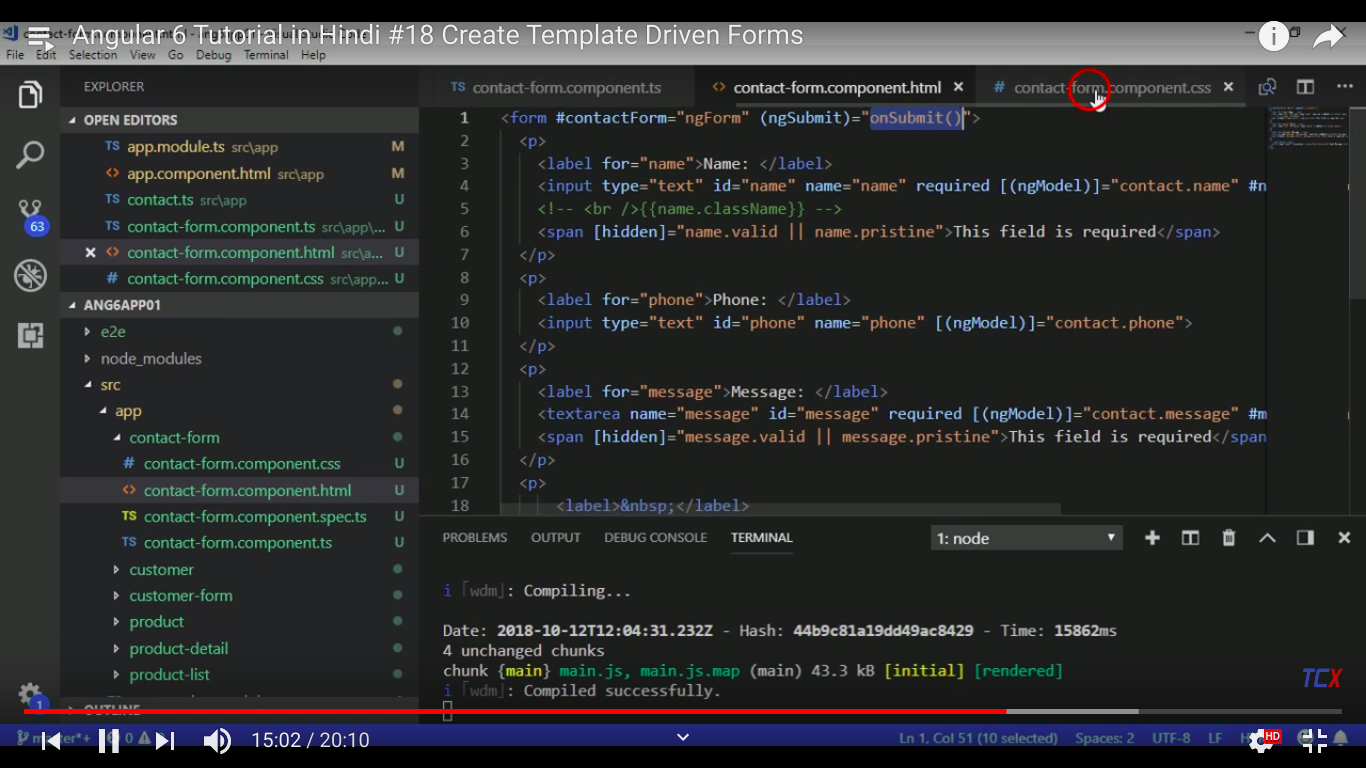 Angular 6 Tutorial in Hindi #18 Create Template Driven Forms
File Edit Selection View Go Debug Terminal Help
EXPLORER
OPEN EDITORS
TS app.module.ts src\app M
<> app.component.html src\app M
TS contact.ts src\app U
TS contact-form.component.ts src\app\... U
<> contact-form.component.html src\a... U
# contact-form.component.css src\app... U
ANG6APP01
e2e
node_modules
src
app
contact-form
# contact-form.component.css U
<> contact-form.component.html U
TS contact-form.component.spec.ts U
TS contact-form.component.ts U
customer
customer-form
product
product-detail
product-list
OUTLINE
63
1
TS contact-form.component.ts
<> contact-form.component.html
# contact-form.component.css
1 <form #contactForm="ngForm" (ngSubmit)="onSubmit()">
2 <p>
3 <label for="name">Name: </label>
4 <input type="text" id="name" name="name" required [(ngModel)]="contact.name" #n
5 <!-- <br />{{name.className}} -->
6 <span [hidden]="name.valid || name.pristine">This field is required</span>
7 </p>
8 <p>
9 <label for="phone">Phone: </label>
10 <input type="text" id="phone" name="phone" [(ngModel)]="contact.phone">
11 </p>
12 <p>
13 <label for="message">Message: </label>
14 <textarea name="message" id="message" required [(ngModel)]="contact.message" #m
15 <span [hidden]="message.valid || message.pristine">This field is required</span
16 </p>
17 <p>
18 <label>&nbsp;</label>
PROBLEMS OUTPUT DEBUG CONSOLE TERMINAL 1: node
i ｢wdm｣: Compiling...
Date: 2018-10-12T12:04:31.232Z - Hash: 44b9c81a19dd49ac8429 - Time: 15862ms
4 unchanged chunks
chunk {main} main.js, main.js.map (main) 43.3 kB [initial] [rendered]
i ｢wdm｣: Compiled successfully.
TCX
15:02 / 20:10
Ln 1, Col 51 (10 selected) Spaces: 2 UTF-8 LF
HD